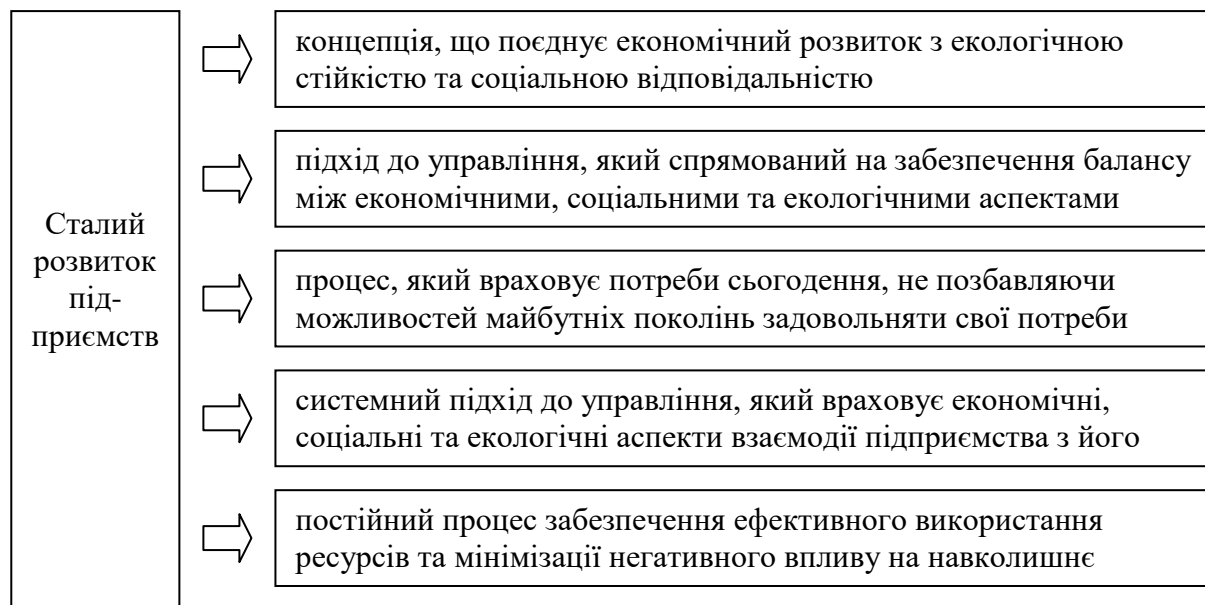 Сталий
розвиток
під-
приємств
концепція, що поєднує економічний розвиток з екологічною
стійкістю та соціальною відповідальністю
підхід до управління, який спрямований на забезпечення балансу
між економічними, соціальними та екологічними аспектами
процес, який враховує потреби сьогодення, не позбавляючи
можливостей майбутніх поколінь задовольняти свої потреби
системний підхід до управління, який враховує економічні,
соціальні та екологічні аспекти взаємодії підприємства з його
постійний процес забезпечення ефективного використання
ресурсів та мінімізації негативного впливу на навколишнє